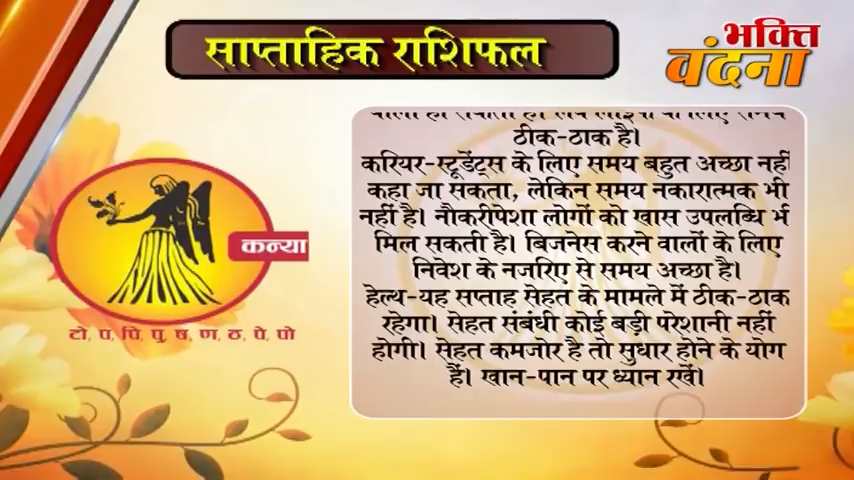 साप्ताहिक राशिफल
भक्ति
वंदना
ठीक-ठाक है।
करियर-स्टूडेंट्स के लिए समय बहुत अच्छा नहीं
कहा जा सकता, लेकिन समय नकारात्मक भी
नहीं है। नौकरीपेशा लोगों को खास उपलब्धि भी
मिल सकती है। बिजनेस करने वालों के लिए
निवेश के नजरिए से समय अच्छा है।
हेल्थ-यह सप्ताह सेहत के मामले में ठीक-ठाक
रहेगा। सेहत संबंधी कोई बड़ी परेशानी नहीं
होगी। सेहत कमजोर है तो सुधार होने के योग
हैं। खान-पान पर ध्यान रखें।
कन्या
टो, प, पि, पु, ष, ण, ठ, पे, पो